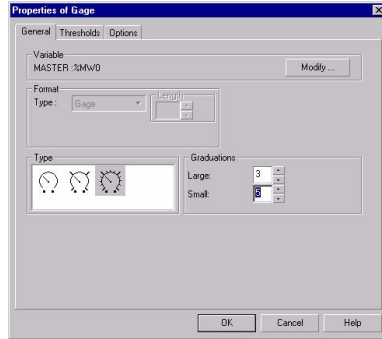 Properties of Gage
General Thresholds Options
Variable
MASTER :%MW0
Modify ...
Format
Type : Gage
Length
Type
Graduations
Large: 3
Small: 5
OK Cancel Help